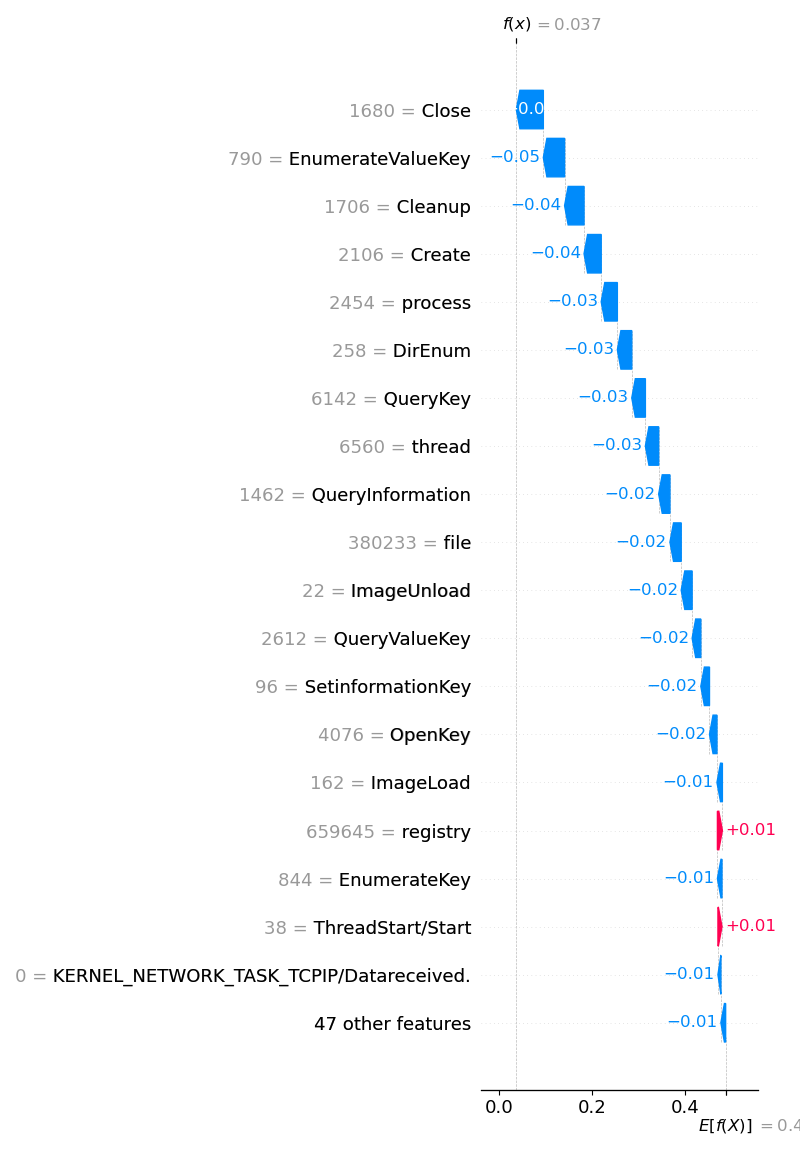 f(x) = 0.037
1680 = Close
−0.0
790 = EnumerateValueKey
−0.05
1706 = Cleanup
−0.04
2106 = Create
−0.04
2454 = process
−0.03
258 = DirEnum
−0.03
6142 = QueryKey
−0.03
6560 = thread
−0.03
1462 = QueryInformation
−0.02
380233 = file
−0.02
22 = ImageUnload
−0.02
2612 = QueryValueKey
−0.02
96 = SetinformationKey
−0.02
4076 = OpenKey
−0.02
162 = ImageLoad
−0.01
659645 = registry
+0.01
844 = EnumerateKey
−0.01
38 = ThreadStart/Start
+0.01
0 = KERNEL_NETWORK_TASK_TCPIP/Datareceived.
−0.01
47 other features
−0.01
0.0 0.2 0.4
E[f(X)] = 0.4